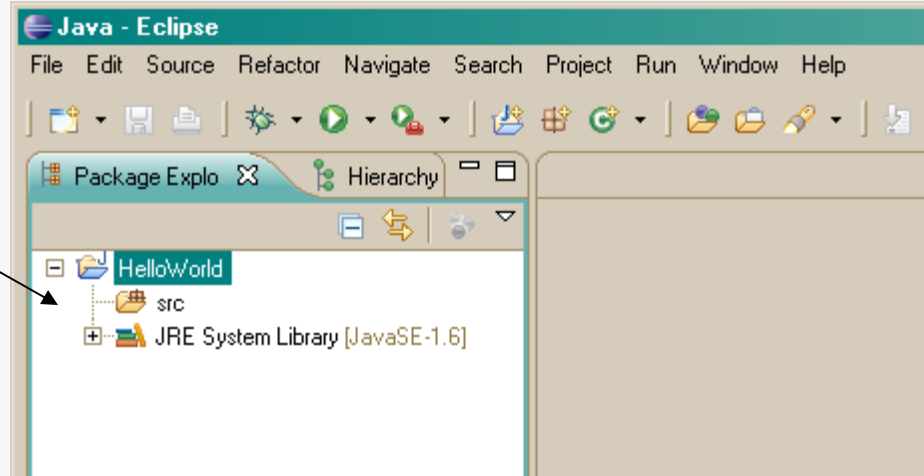 Java - Eclipse
File Edit Source Refactor Navigate Search Project Run Window Help
Package Explo Hierarchy
HelloWorld
src
JRE System Library [JavaSE-1.6]